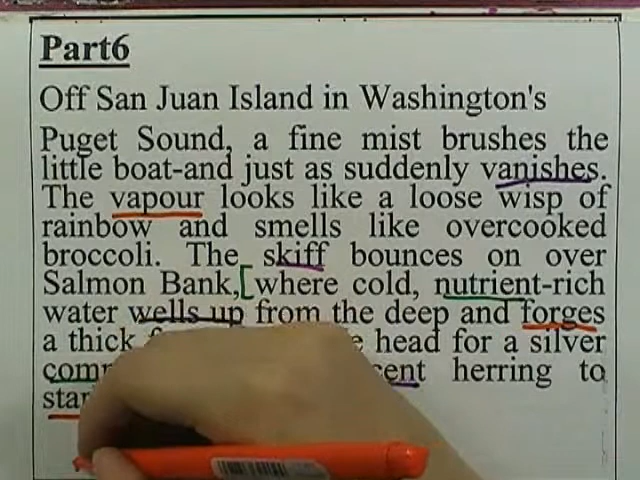 Part6
Off San Juan Island in Washington's
Puget Sound, a fine mist brushes the
little boat-and just as suddenly vanishes.
The vapour looks like a loose wisp of
rainbow and smells like overcooked
broccoli. The skiff bounces on over
Salmon Bank, [where cold, nutrient-rich
water wells up from the deep and forges
a thick head for a silver
herring to